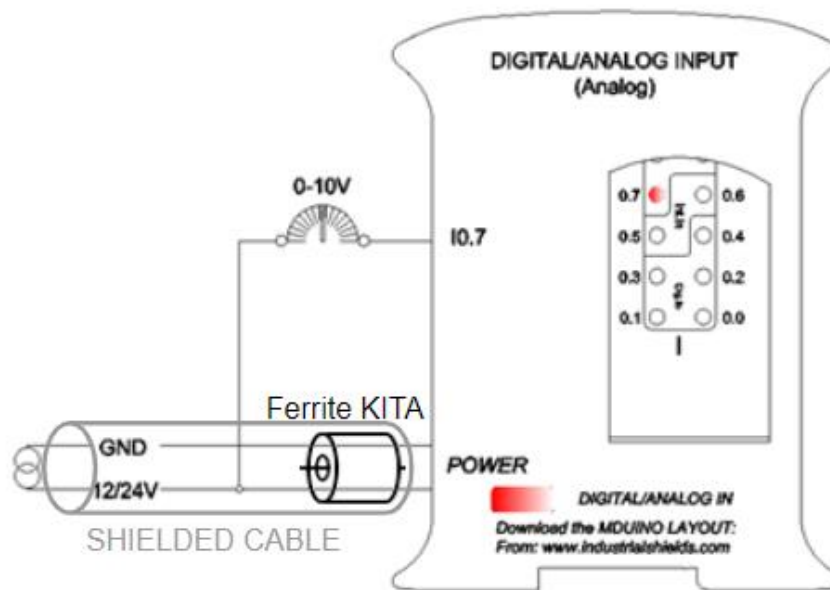 DIGITAL/ANALOG INPUT
(Analog)
0-10V
I0.7
0.7
0.6
0.5
0.4
0.3
0.2
0.1
0.0
I
Ferrite KITA
GND
12/24V
SHIELDED CABLE
POWER
DIGITAL/ANALOG IN
Download the MDUINO LAYOUT:
From: www.industrialshields.com